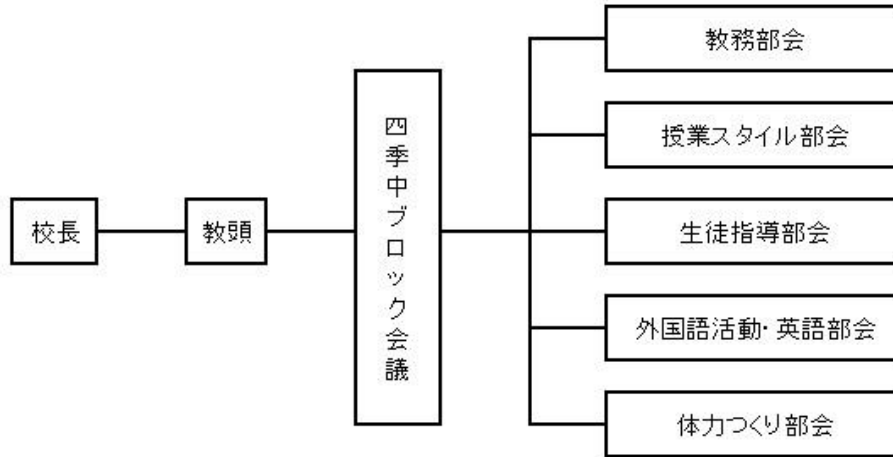 校長
教頭
四季中ブロック会議
教務部会
授業スタイル部会
生徒指導部会
外国語活動・英語部会
体力つくり部会